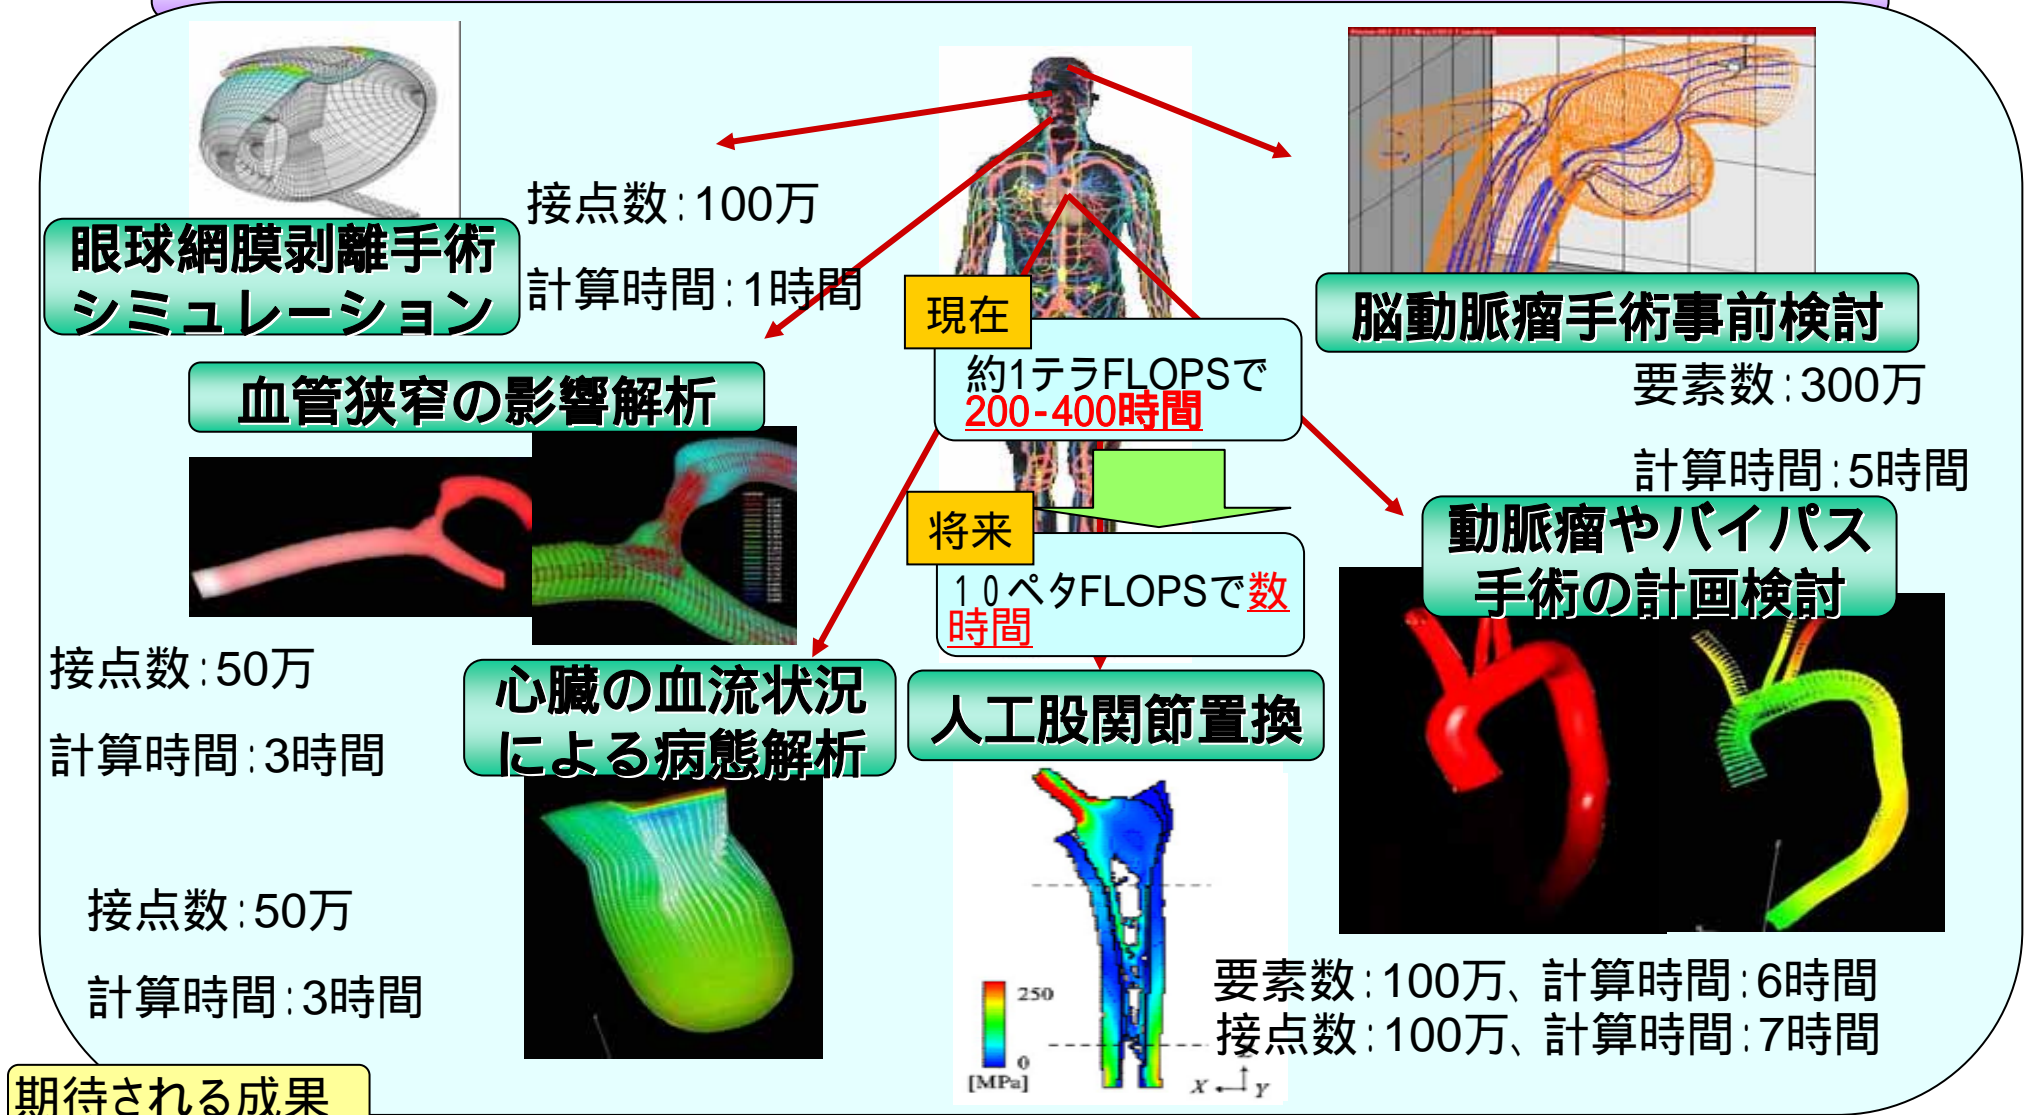 眼球網膜剥離手術
シミュレーション
接点数:100万
計算時間:1時間
血管狭窄の影響解析
接点数:50万
計算時間:3時間
現在
約1テラFLOPSで
200-400時間
将来
10ペタFLOPSで数
時間
脳動脈瘤手術事前検討
要素数:300万
計算時間:5時間
動脈瘤やバイパス
手術の計画検討
心臓の血流状況
による病態解析
接点数:50万
計算時間:3時間
人工股関節置換
250
0
[MPa]
Z
X
Y
要素数:100万、計算時間:6時間
接点数:100万、計算時間:7時間
期待される成果